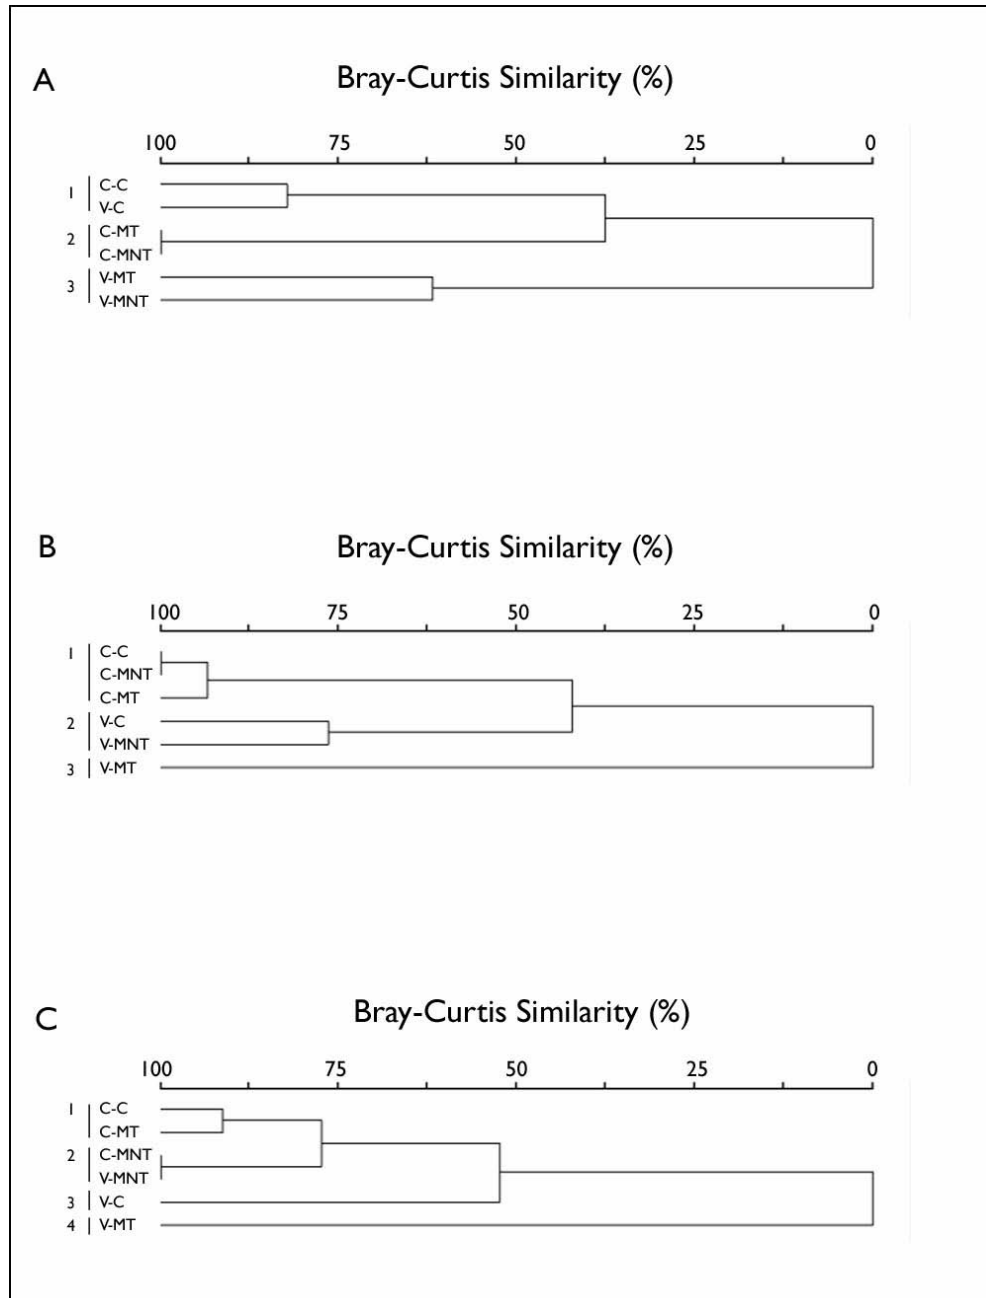 A
Bray-Curtis Similarity (%)
100 75 50 25 0
1 C-C
V-C
2 C-MT
C-MNT
3 V-MT
V-MNT
B
Bray-Curtis Similarity (%)
100 75 50 25 0
1 C-C
C-MNT
C-MT
2 V-C
V-MNT
3 V-MT
C
Bray-Curtis Similarity (%)
100 75 50 25 0
1 C-C
C-MT
2 C-MNT
V-MNT
3 V-C
4 V-MT